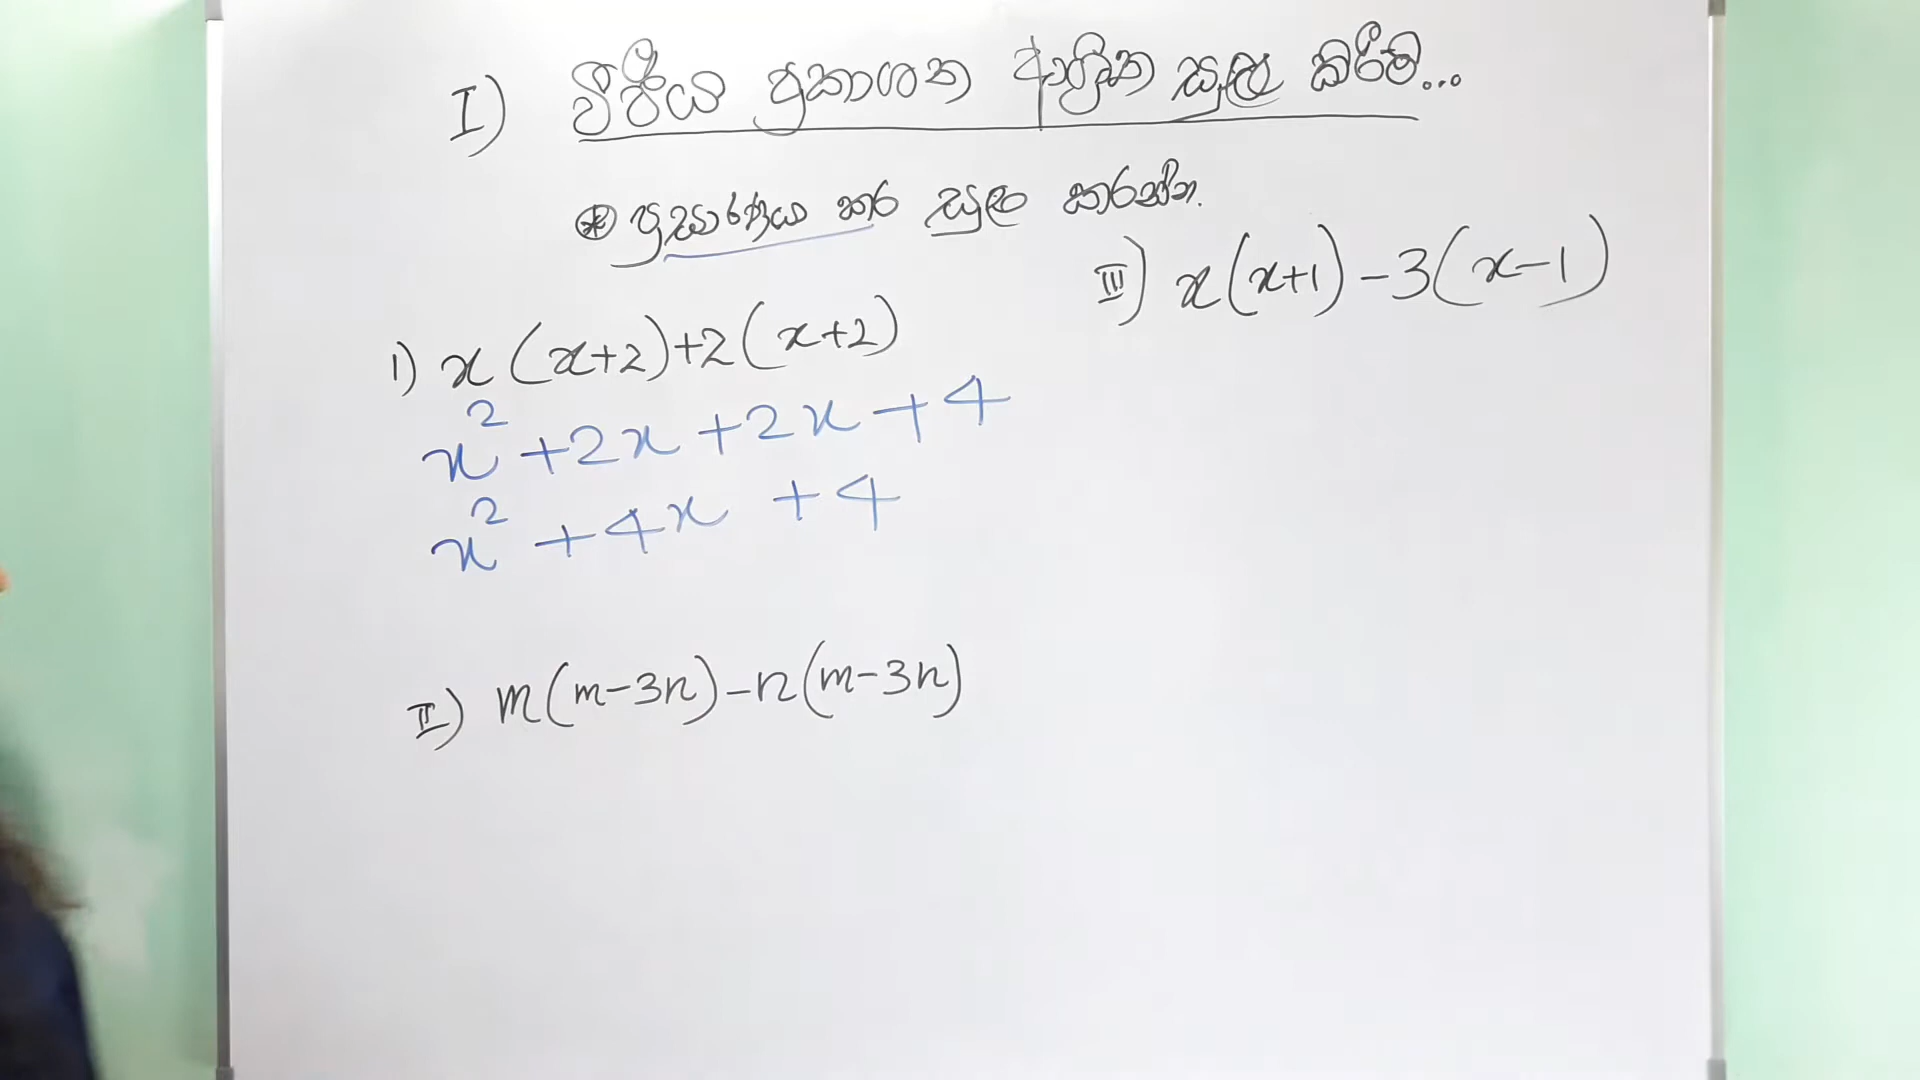 I) වීජීය ප්‍රකාශන ආශ්‍රිත සුළු කිරීම්...
⊛ ප්‍රසාරණය කර සුළු කරන්න.
I) x(x+2)+2(x+2)
x² +2x +2x +4
x² +4x +4
II) m(m-3n)-n(m-3n)
III) x(x+1)-3(x-1)